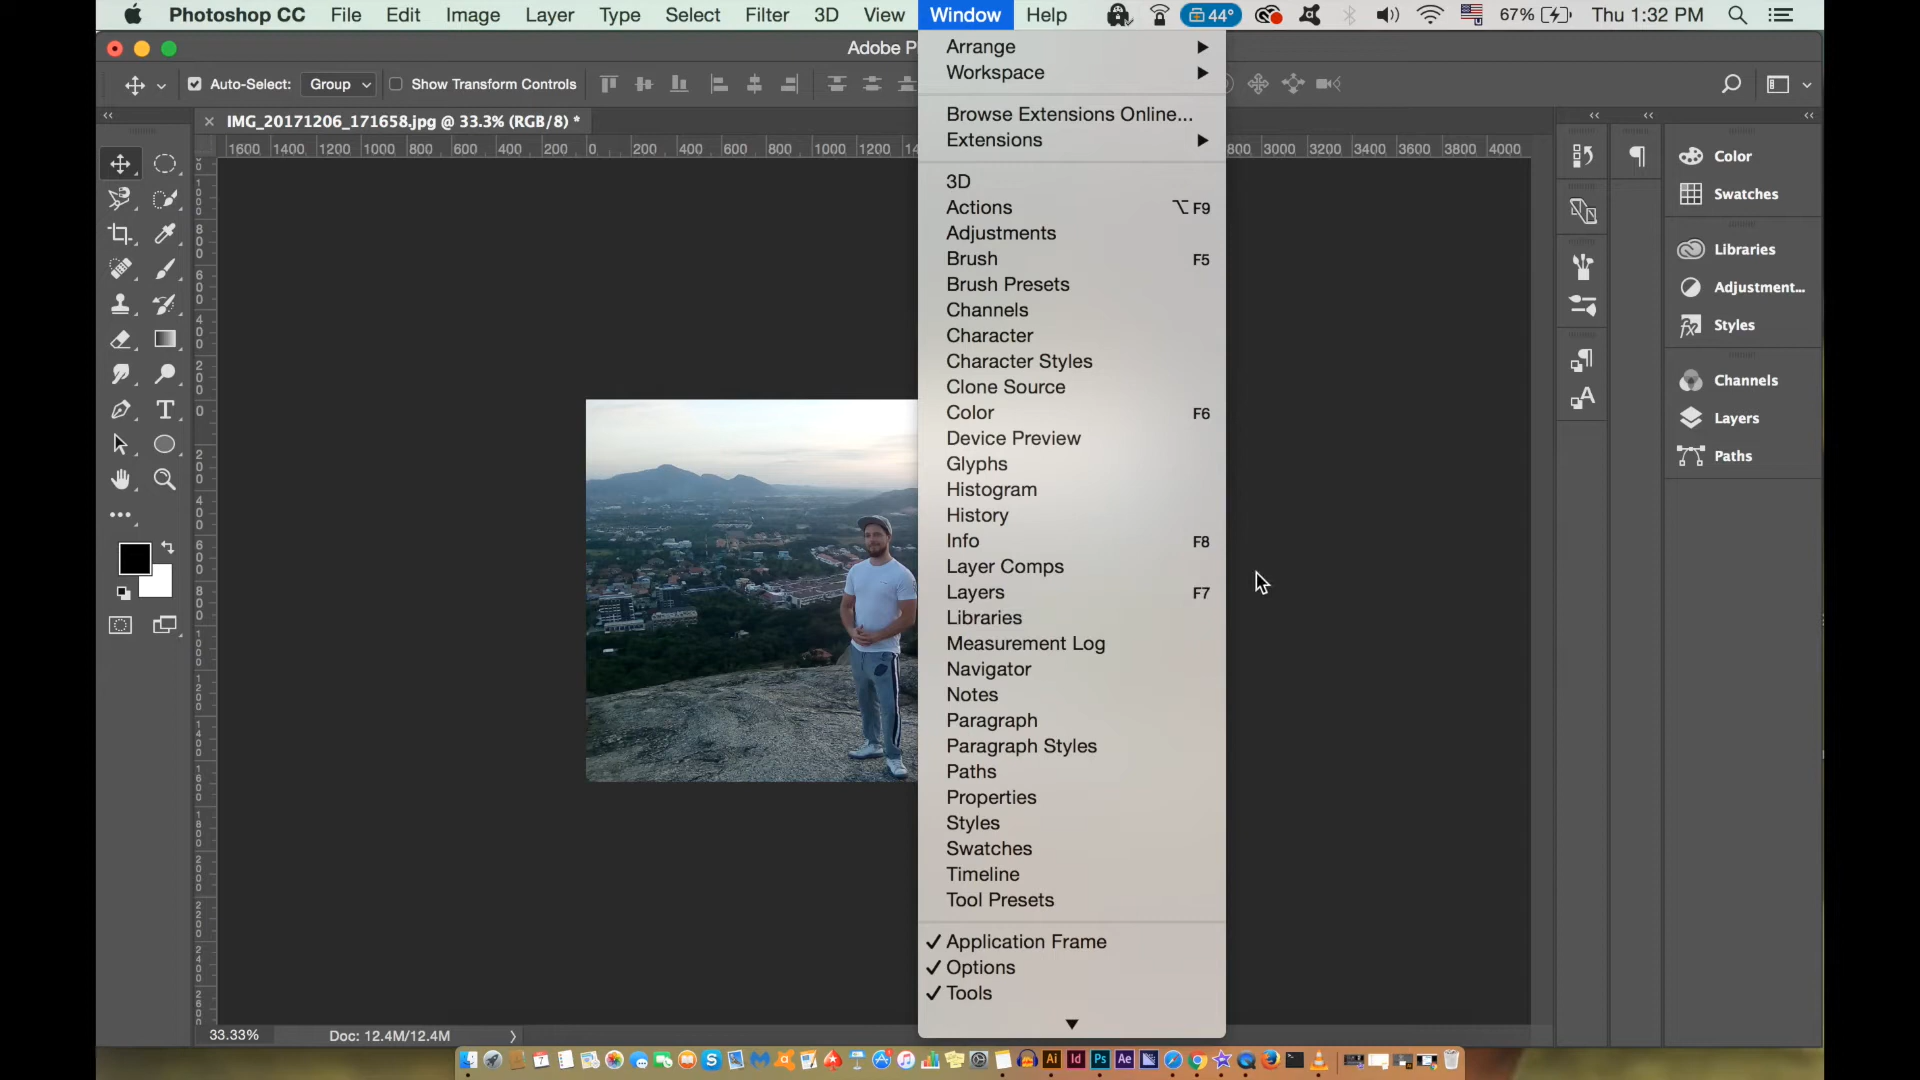 Photoshop CC File Edit Image Layer Type Select Filter 3D View Window Help 44° 67% Thu 1:32 PM
Adobe P
Auto-Select: Group Show Transform Controls
IMG_20171206_171658.jpg @ 33.3% (RGB/8) *
1600 1400 1200 1000 800 600 400 200 0 200 400 600 800 1000 1200 14 800 3000 3200 3400 3600 3800 4000
Arrange
Workspace
Browse Extensions Online...
Extensions
3D
Actions ⌥F9
Adjustments
Brush F5
Brush Presets
Channels
Character
Character Styles
Clone Source
Color F6
Device Preview
Glyphs
Histogram
History
Info F8
Layer Comps
Layers F7
Libraries
Measurement Log
Navigator
Notes
Paragraph
Paragraph Styles
Paths
Properties
Styles
Swatches
Timeline
Tool Presets
✓ Application Frame
✓ Options
✓ Tools
Color
Swatches
Libraries
Adjustment...
Styles
Channels
Layers
Paths
33.33% Doc: 12.4M/12.4M
Ai Id Ps Ae